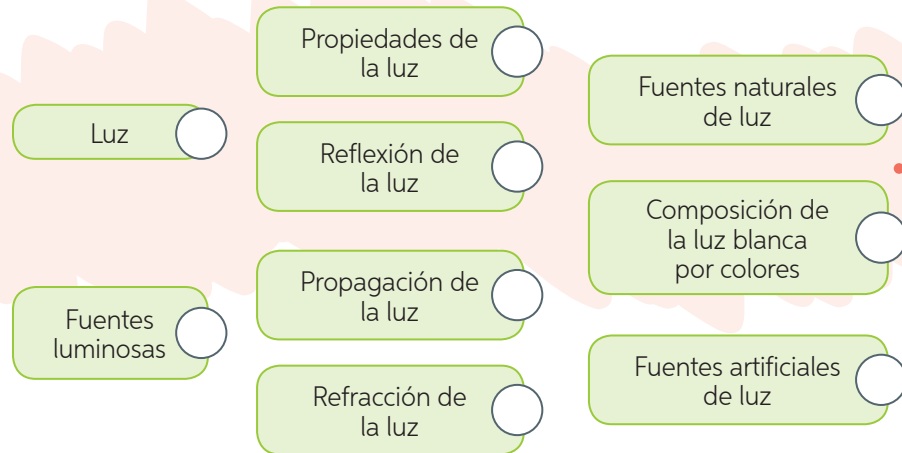 Luz
Fuentes
luminosas
Propiedades de
la luz
Reflexión de
la luz
Propagación de
la luz
Refracción de
la luz
Fuentes naturales
de luz
Composición de
la luz blanca
por colores
Fuentes artificiales
de luz